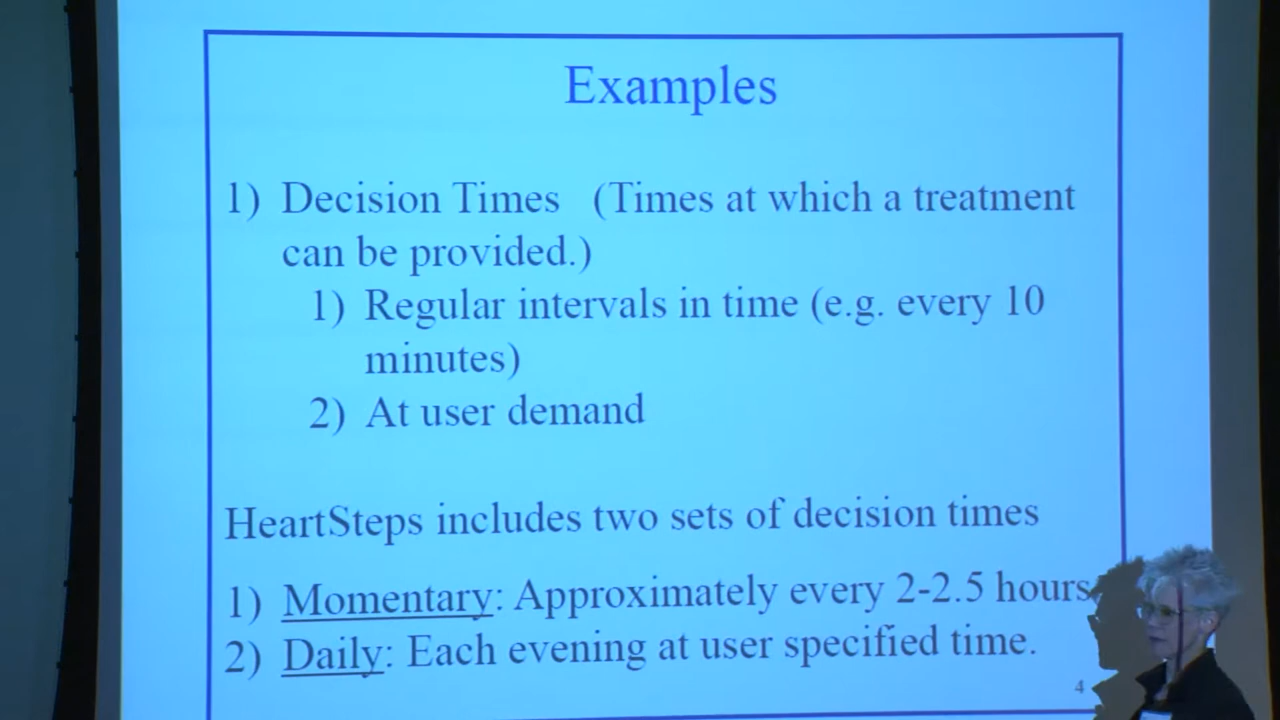 Examples
1) Decision Times (Times at which a treatment
can be provided.)
1) Regular intervals in time (e.g. every 10
minutes)
2) At user demand
HeartSteps includes two sets of decision times
1) Momentary: Approximately every 2-2.5 hours
2) Daily: Each evening at user specified time.
4